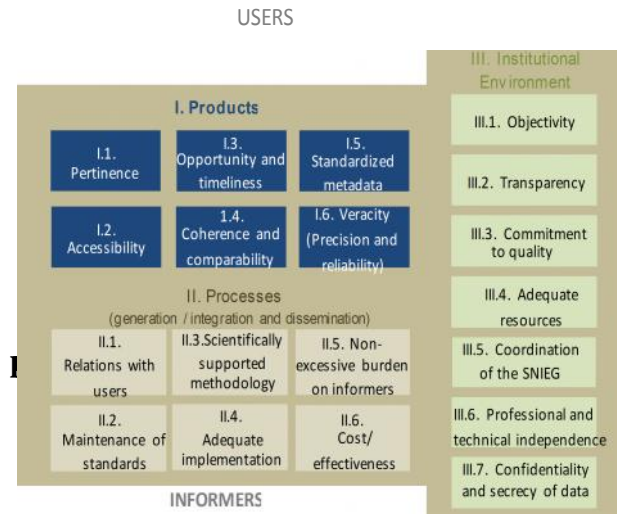 USERS
I. Products
I.1.
Pertinence
I.3.
Opportunity and
timeliness
I.5.
Standardized
metadata
I.2.
Accessibility
1.4.
Coherence and
comparability
I.6. Veracity
(Precision and
reliability)
II. Processes
(generation / integration and dissemination)
II.1.
Relations with
users
II.3.Scientifically
supported
methodology
II.5. Non-
excessive burden
on informers
II.2.
Maintenance of
standards
II.4.
Adequate
implementation
II.6.
Cost/
effectiveness
INFORMERS
III. Institutional
Environment
III.1. Objectivity
III.2. Transparency
III.3. Commitment
to quality
III.4. Adequate
resources
III.5. Coordination
of the SNIEG
III.6. Professional and
technical independence
III.7. Confidentiality
and secrecy of data